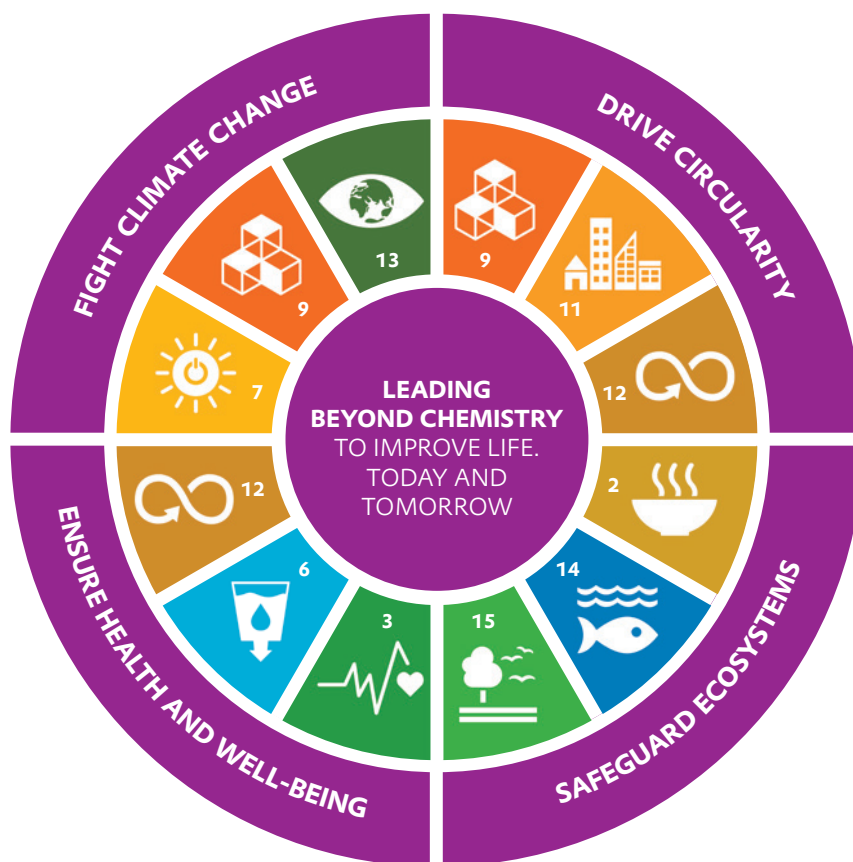 FIGHT CLIMATE CHANGE
DRIVE CIRCULARITY
13
9
9
11
7
12
LEADING
BEYOND CHEMISTRY
TO IMPROVE LIFE.
TODAY AND
TOMORROW
12
2
6
14
3
15
ENSURE HEALTH AND WELL-BEING
SAFEGUARD ECOSYSTEMS